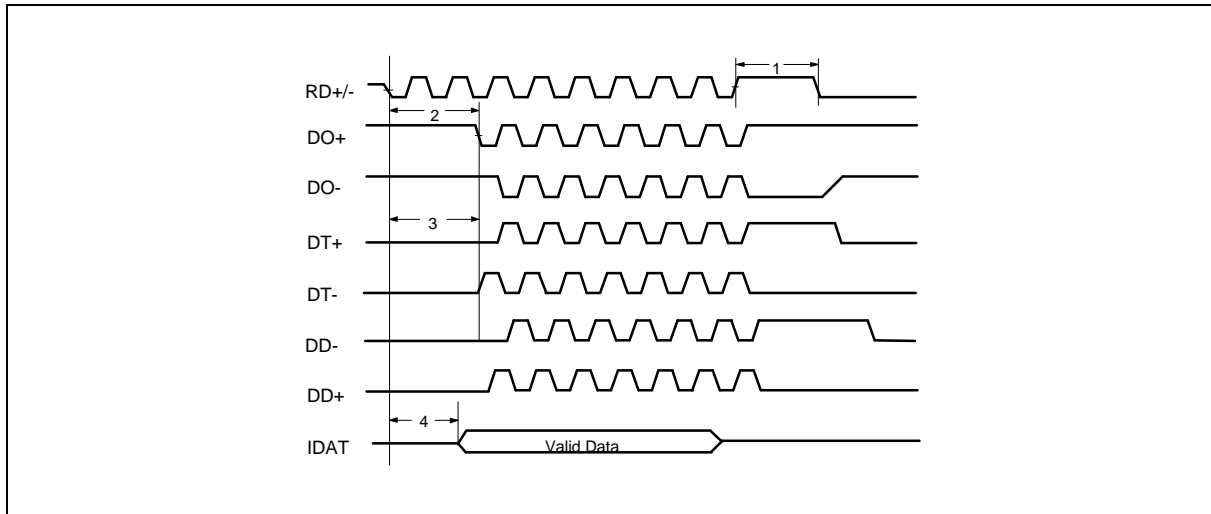 1
RD+/-
2
DO+
DO-
3
DT+
DT-
DD-
DD+
4
IDAT
Valid Data